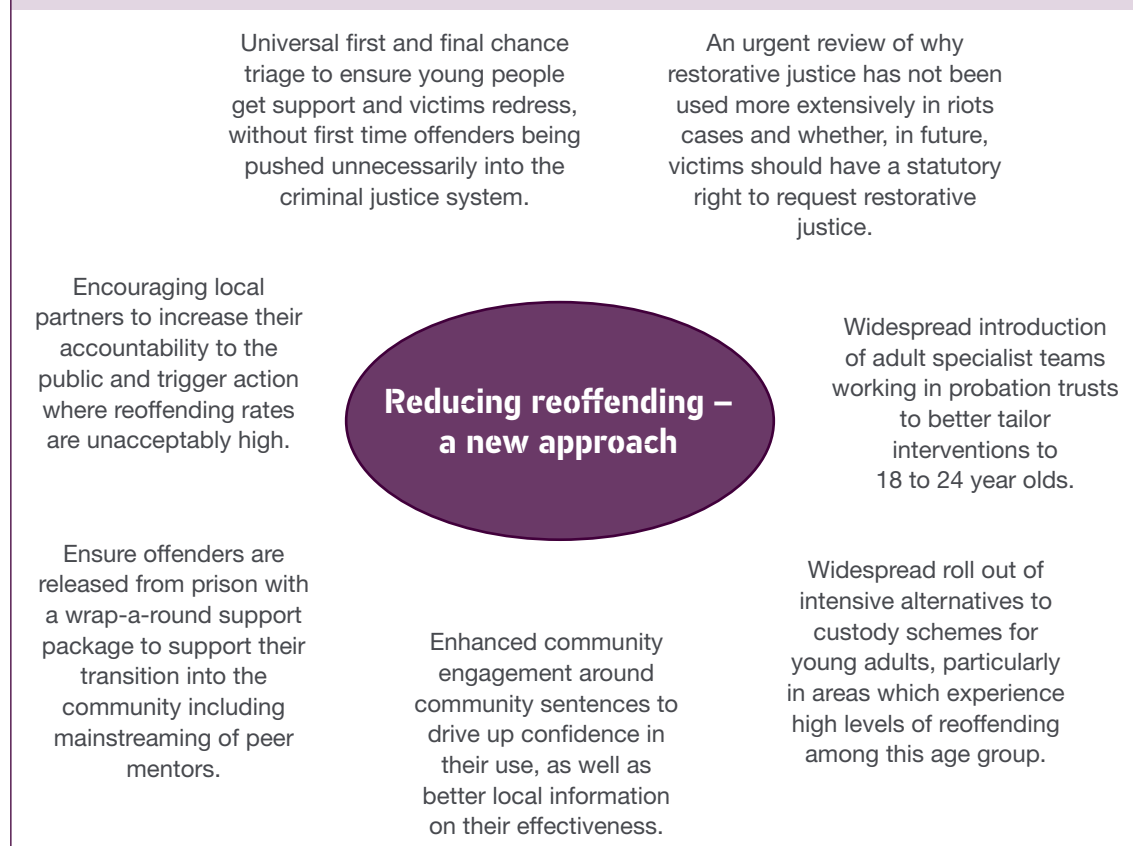 Universal first and final chance
triage to ensure young people
get support and victims redress,
without first time offenders being
pushed unnecessarily into the
criminal justice system.
An urgent review of why
restorative justice has not been
used more extensively in riots
cases and whether, in future,
victims should have a statutory
right to request restorative
justice.
Encouraging local
partners to increase their
accountability to the
public and trigger action
where reoffending rates
are unacceptably high.
Reducing reoffending –
a new approach
Widespread introduction
of adult specialist teams
working in probation trusts
to better tailor
interventions to
18 to 24 year olds.
Ensure offenders are
released from prison with
a wrap-a-round support
package to support their
transition into the
community including
mainstreaming of peer
mentors.
Enhanced community
engagement around
community sentences to
drive up confidence in
their use, as well as
better local information
on their effectiveness.
Widespread roll out of
intensive alternatives to
custody schemes for
young adults, particularly
in areas which experience
high levels of reoffending
among this age group.